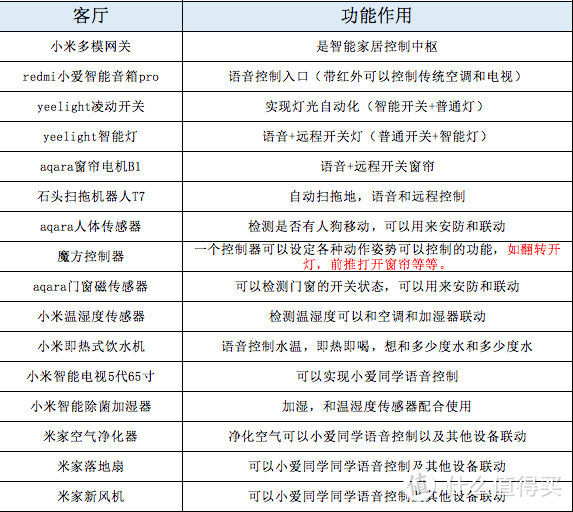 客厅 功能作用
小米多模网关 是智能家居控制中枢
redmi小爱智能音箱pro 语音控制入口（带红外可以控制传统空调和电视）
yeelight凌动开关 实现灯光自动化（智能开关+普通灯）
yeelight智能灯 语音+远程开关灯（普通开关+智能灯）
aqara窗帘电机B1 语音+远程开关窗帘
石头扫拖机器人T7 自动扫拖地，语音和远程控制
aqara人体传感器 检测是否有人狗移动，可以用来安防和联动
魔方控制器 一个控制器可以设定各种动作姿势可以控制的功能，如翻转开
灯，前推打开窗帘等等。
aqara门窗磁传感器 可以检测门窗的开关状态，可以用来安防和联动
小米温湿度传感器 检测温湿度可以和空调和加湿器联动
小米即热式饮水机 语音控制水温，即热即喝，想和多少度水和多少度水
小米智能电视5代65寸 可以实现小爱同学语音控制
小米智能除菌加湿器 加湿，和温湿度传感器配合使用
米家空气净化器 净化空气可以小爱同学语音控制以及其他设备联动
米家落地扇 可以小爱同学同学语音控制及其他设备联动
米家新风机 可以小爱同学同学语音控制及其他设备联动
值 什么值得买